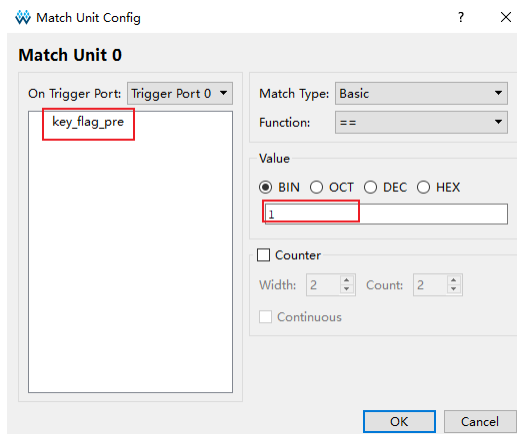 Match Unit Config
Match Unit 0
On Trigger Port: Trigger Port 0
key_flag_pre
Match Type: Basic
Function: ==
Value
BIN OCT DEC HEX
1
Counter
Width: 2 Count: 2
Continuous
OK Cancel